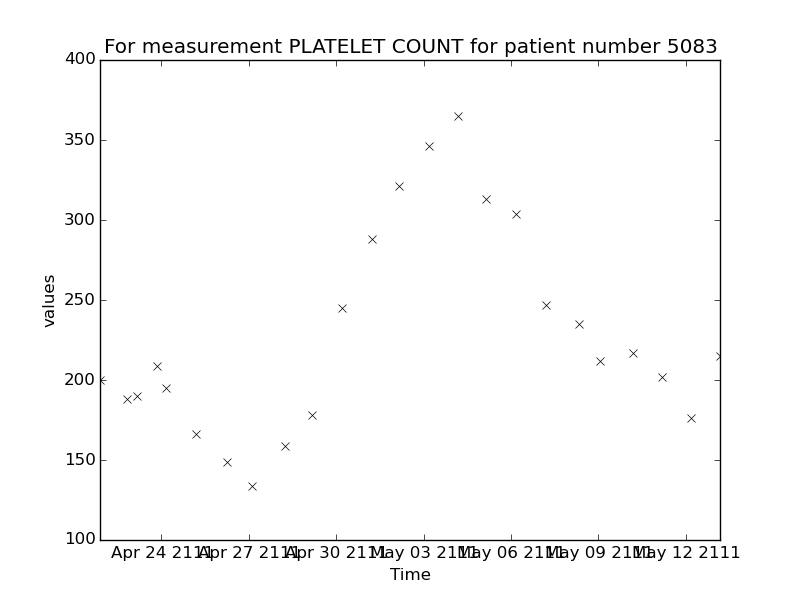 For measurement PLATELET COUNT for patient number 5083
400
350
300
250
200
150
100
values
Apr 24 2111 Apr 27 2111 Apr 30 2111 May 03 2111 May 06 2111 May 09 2111 May 12 2111
Time